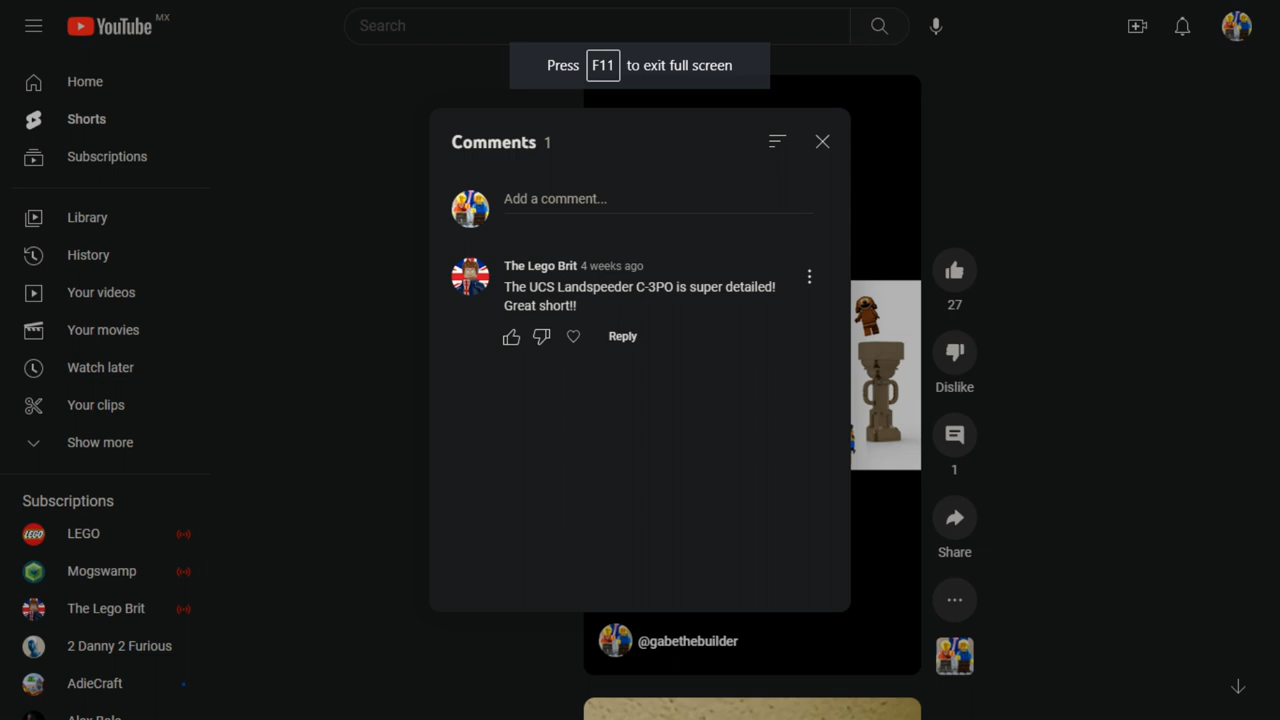 YouTube MX
Search
Press F11 to exit full screen
Home
Shorts
Subscriptions
Library
History
Your videos
Your movies
Watch later
Your clips
Show more
Subscriptions
LEGO
LEGO
Mogswamp
The Lego Brit
2 Danny 2 Furious
AdieCraft
Comments 1
Add a comment...
The Lego Brit 4 weeks ago
The UCS Landspeeder C-3PO is super detailed!
Great short!!
Reply
27
Dislike
1
Share
@gabethebuilder